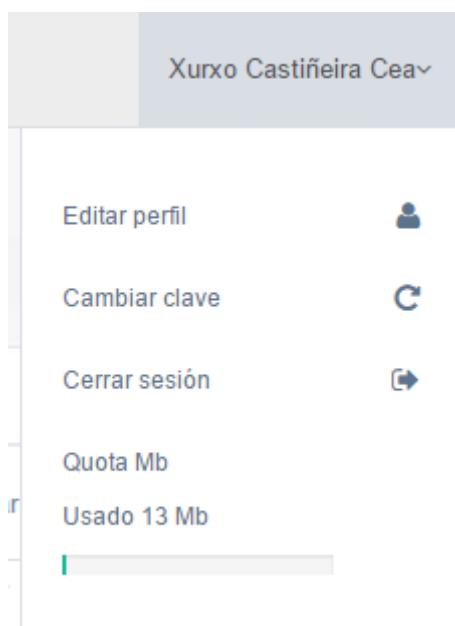 Xurxo Castiñeira Cea
Editar perfil
Cambiar clave
Cerrar sesión
Quota Mb
Usado 13 Mb